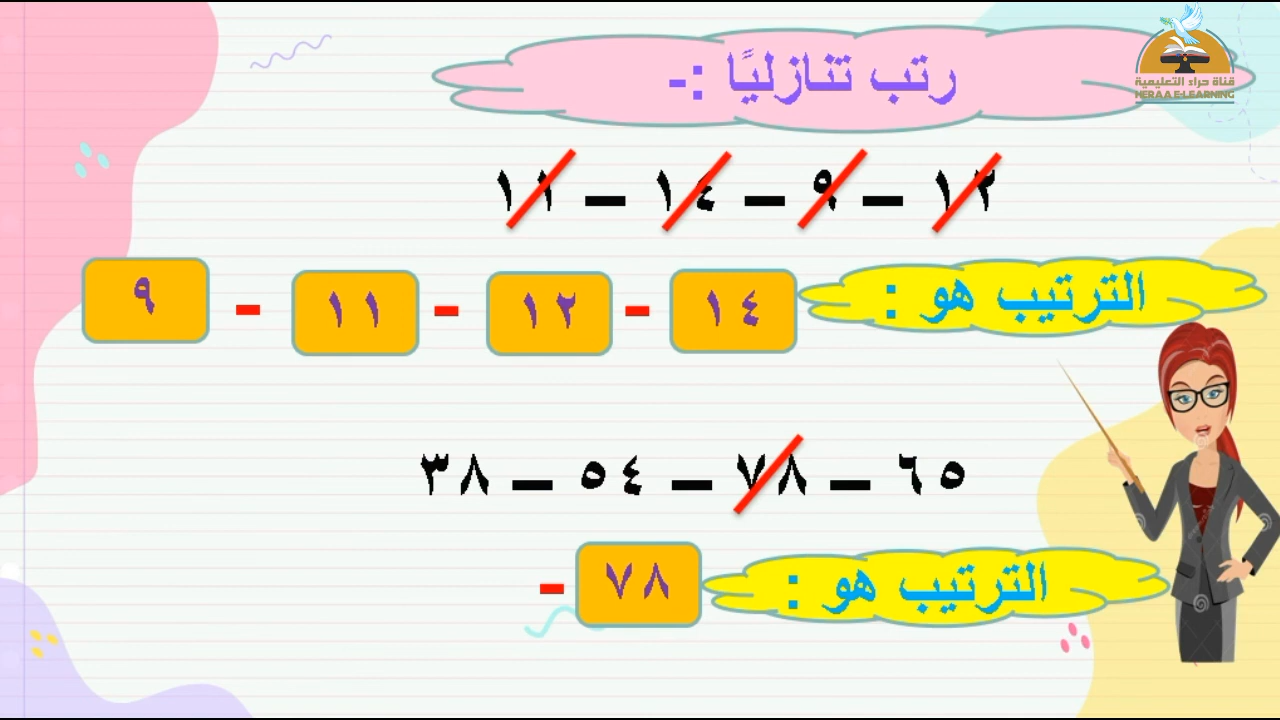 رتب تنازليًا :-
قناة حراء التعليمية
HERAA E-LEARNING
١٢ – ٩ – ١٤ – ١١
الترتيب هو : ١٤ - ١٢ - ١١ - ٩
٦٥ – ٧٨ – ٥٤ – ٣٨
الترتيب هو : ٧٨ -